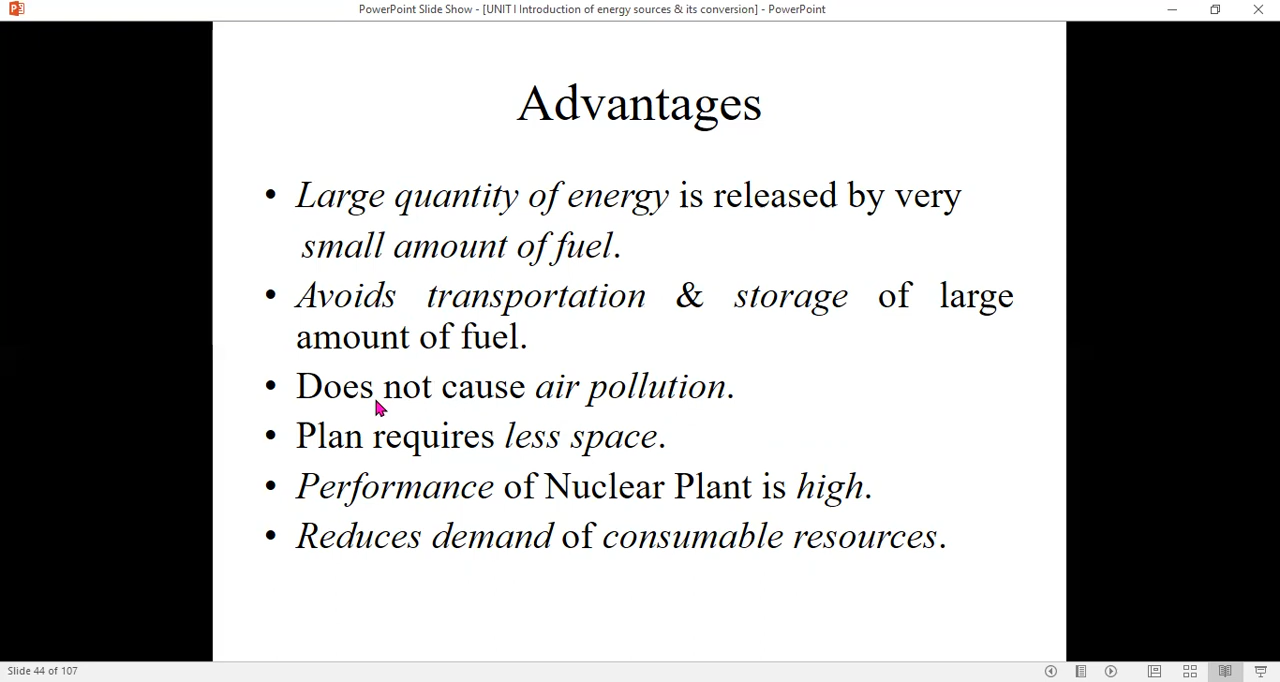 PowerPoint Slide Show - [UNIT I Introduction of energy sources & its conversion] - PowerPoint
Advantages
• Large quantity of energy is released by very
small amount of fuel.
• Avoids transportation & storage of large
amount of fuel.
• Does not cause air pollution.
• Plan requires less space.
• Performance of Nuclear Plant is high.
• Reduces demand of consumable resources.
Slide 44 of 107